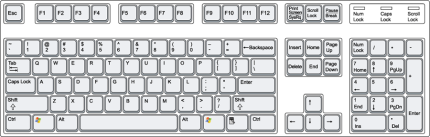 Esc F1 F2 F3 F4 F5 F6 F7 F8 F9 F10 F11 F12 Print Screen SysRq Scroll Lock Pause Break Num Lock Caps Lock Scroll Lock
~ ` ! 1 @ 2 # 3 $ 4 % 5 ^ 6 & 7 * 8 ( 9 ) 0 _ - + = ←Backspace Insert Home Page Up Num Lock / * -
Tab Q W E R T Y U I O P { [ } ] | \ Delete End Page Down 7 Home 8 ↑ 9 PgUp +
Caps Lock A S D F G H J K L : ; " ' Enter 4 ← 5 6 →
Shift Z X C V B N M < , > . ? / Shift ↑ 1 End 2 ↓ 3 PgDn Enter
Ctrl Alt Alt Ctrl ← ↓ → 0 Ins . Del